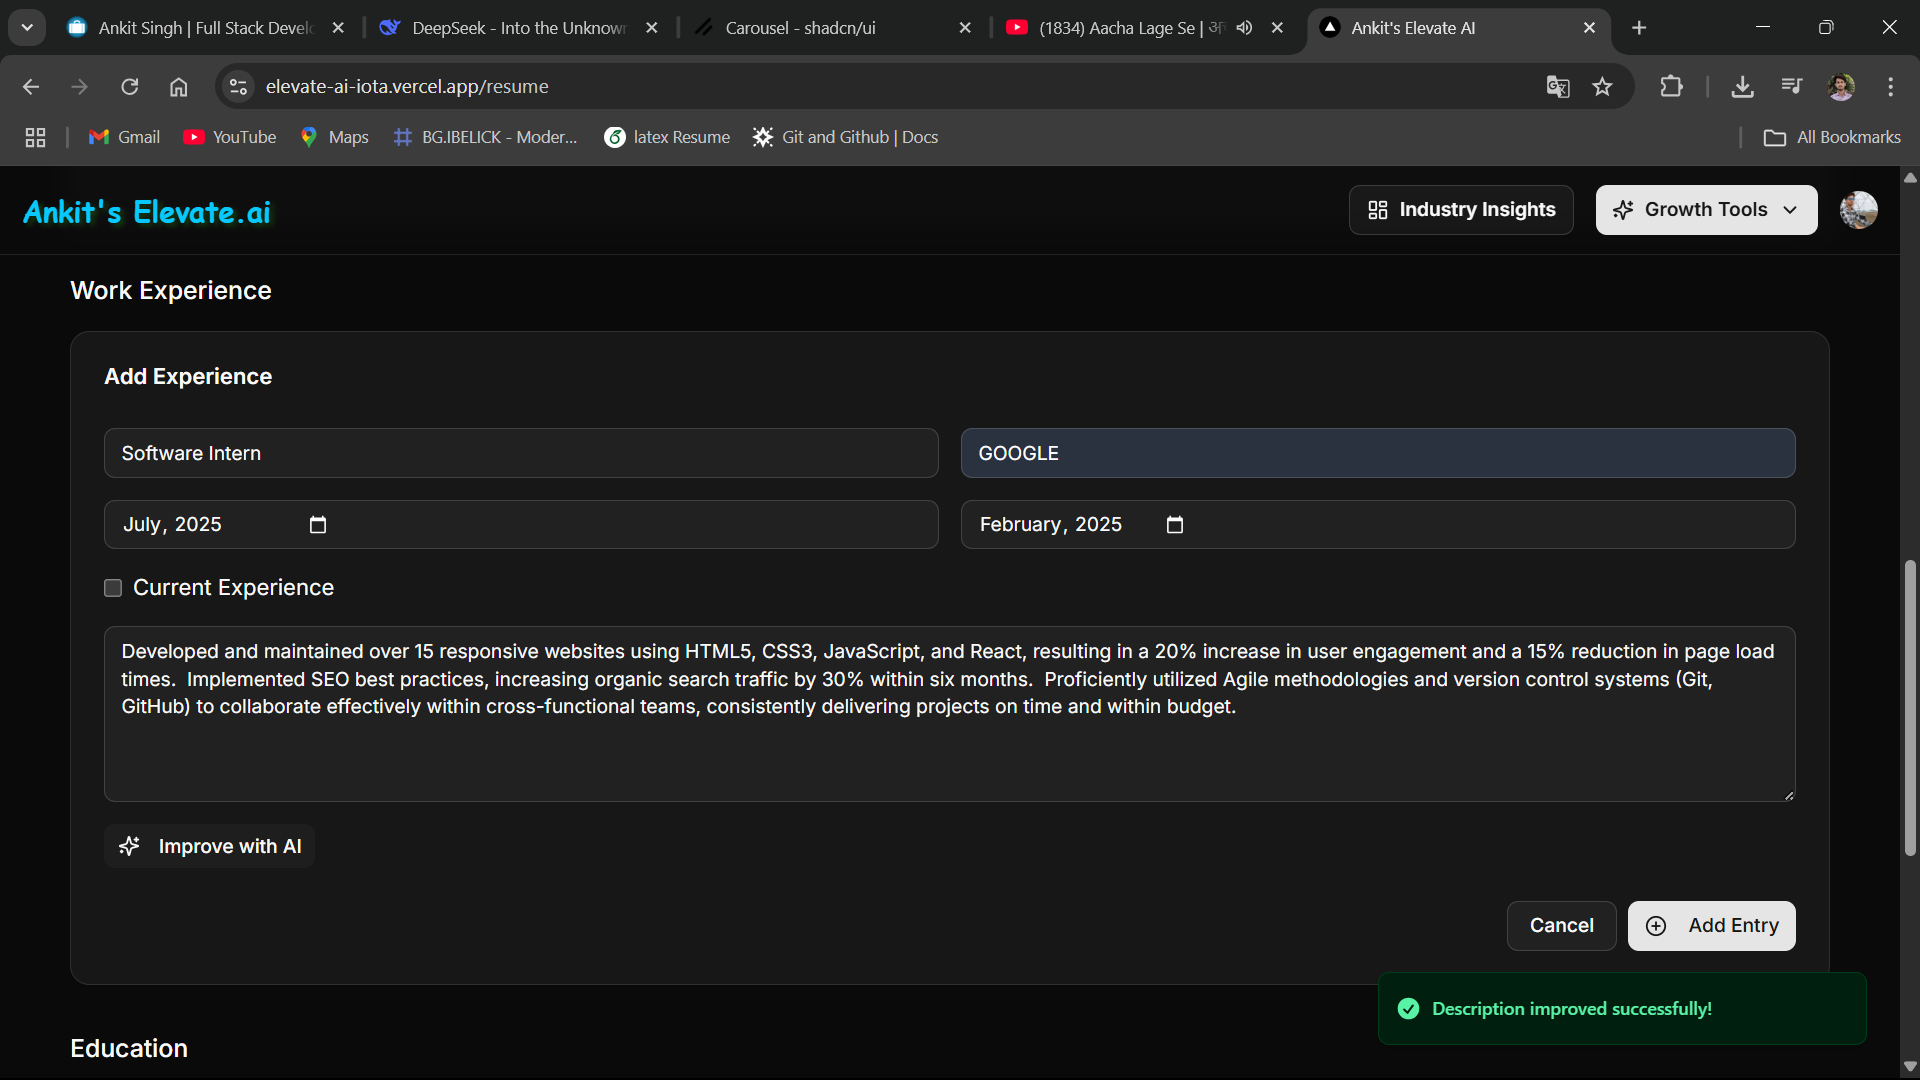 Ankit Singh | Full Stack Develo
DeepSeek - Into the Unknown
Carousel - shadcn/ui
(1834) Aacha Lage Se |
Ankit's Elevate AI
elevate-ai-iota.vercel.app/resume
Gmail
YouTube
Maps
BG.IBELICK - Moder...
latex Resume
Git and Github | Docs
All Bookmarks
Ankit's Elevate.ai
Industry Insights
Growth Tools
Work Experience
Add Experience
Software Intern
GOOGLE
July, 2025
February, 2025
Current Experience
Developed and maintained over 15 responsive websites using HTML5, CSS3, JavaScript, and React, resulting in a 20% increase in user engagement and a 15% reduction in page load
times.  Implemented SEO best practices, increasing organic search traffic by 30% within six months.  Proficiently utilized Agile methodologies and version control systems (Git,
GitHub) to collaborate effectively within cross-functional teams, consistently delivering projects on time and within budget.
Improve with AI
Cancel
Add Entry
Description improved successfully!
Education